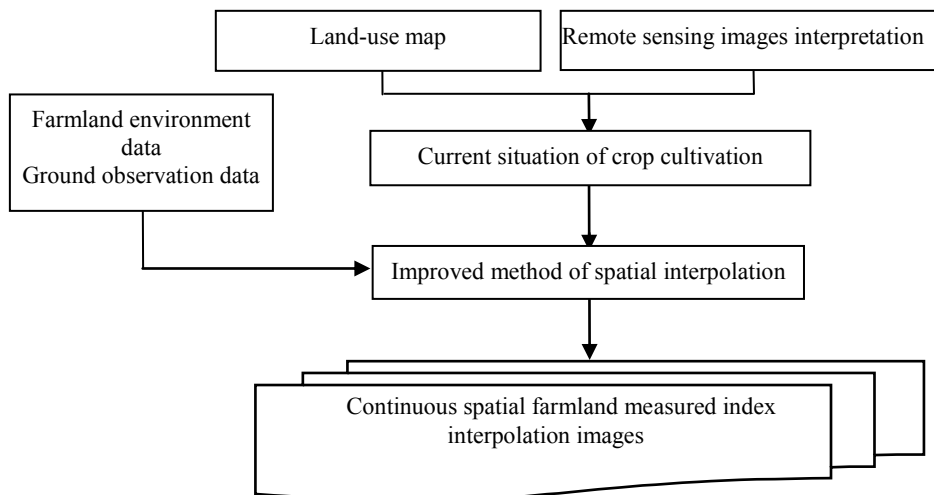 Land-use map
Remote sensing images interpretation
Farmland environment
data
Ground observation data
Current situation of crop cultivation
Improved method of spatial interpolation
Continuous spatial farmland measured index
interpolation images